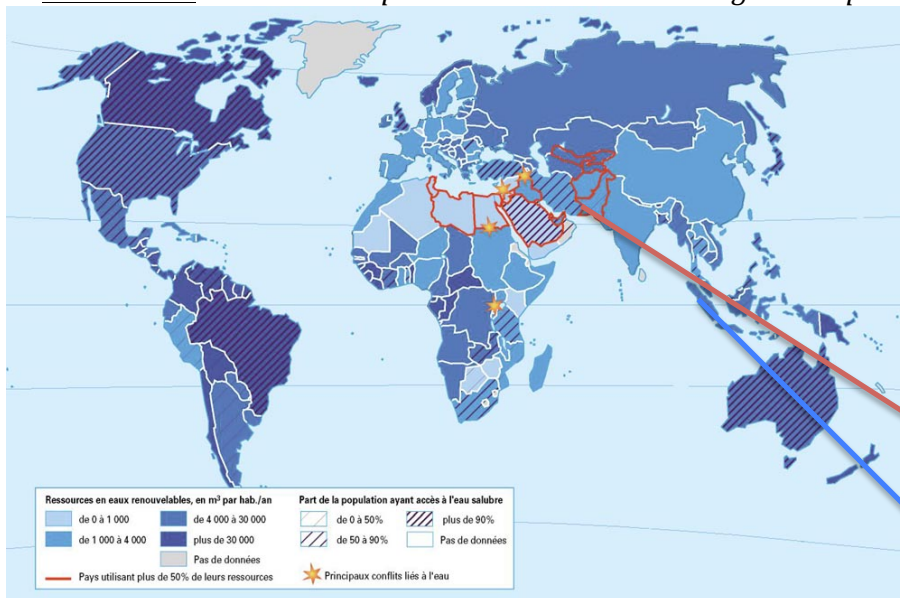 Ressources en eaux renouvelables, en m³ par hab./an
de 0 à 1 000
de 4 000 à 30 000
de 1 000 à 4 000
plus de 30 000
Pas de données
Pays utilisant plus de 50% de leurs ressources
Part de la population ayant accès à l'eau salubre
de 0 à 50%
plus de 90%
de 50 à 90%
Pas de données
Principaux conflits liés à l'eau